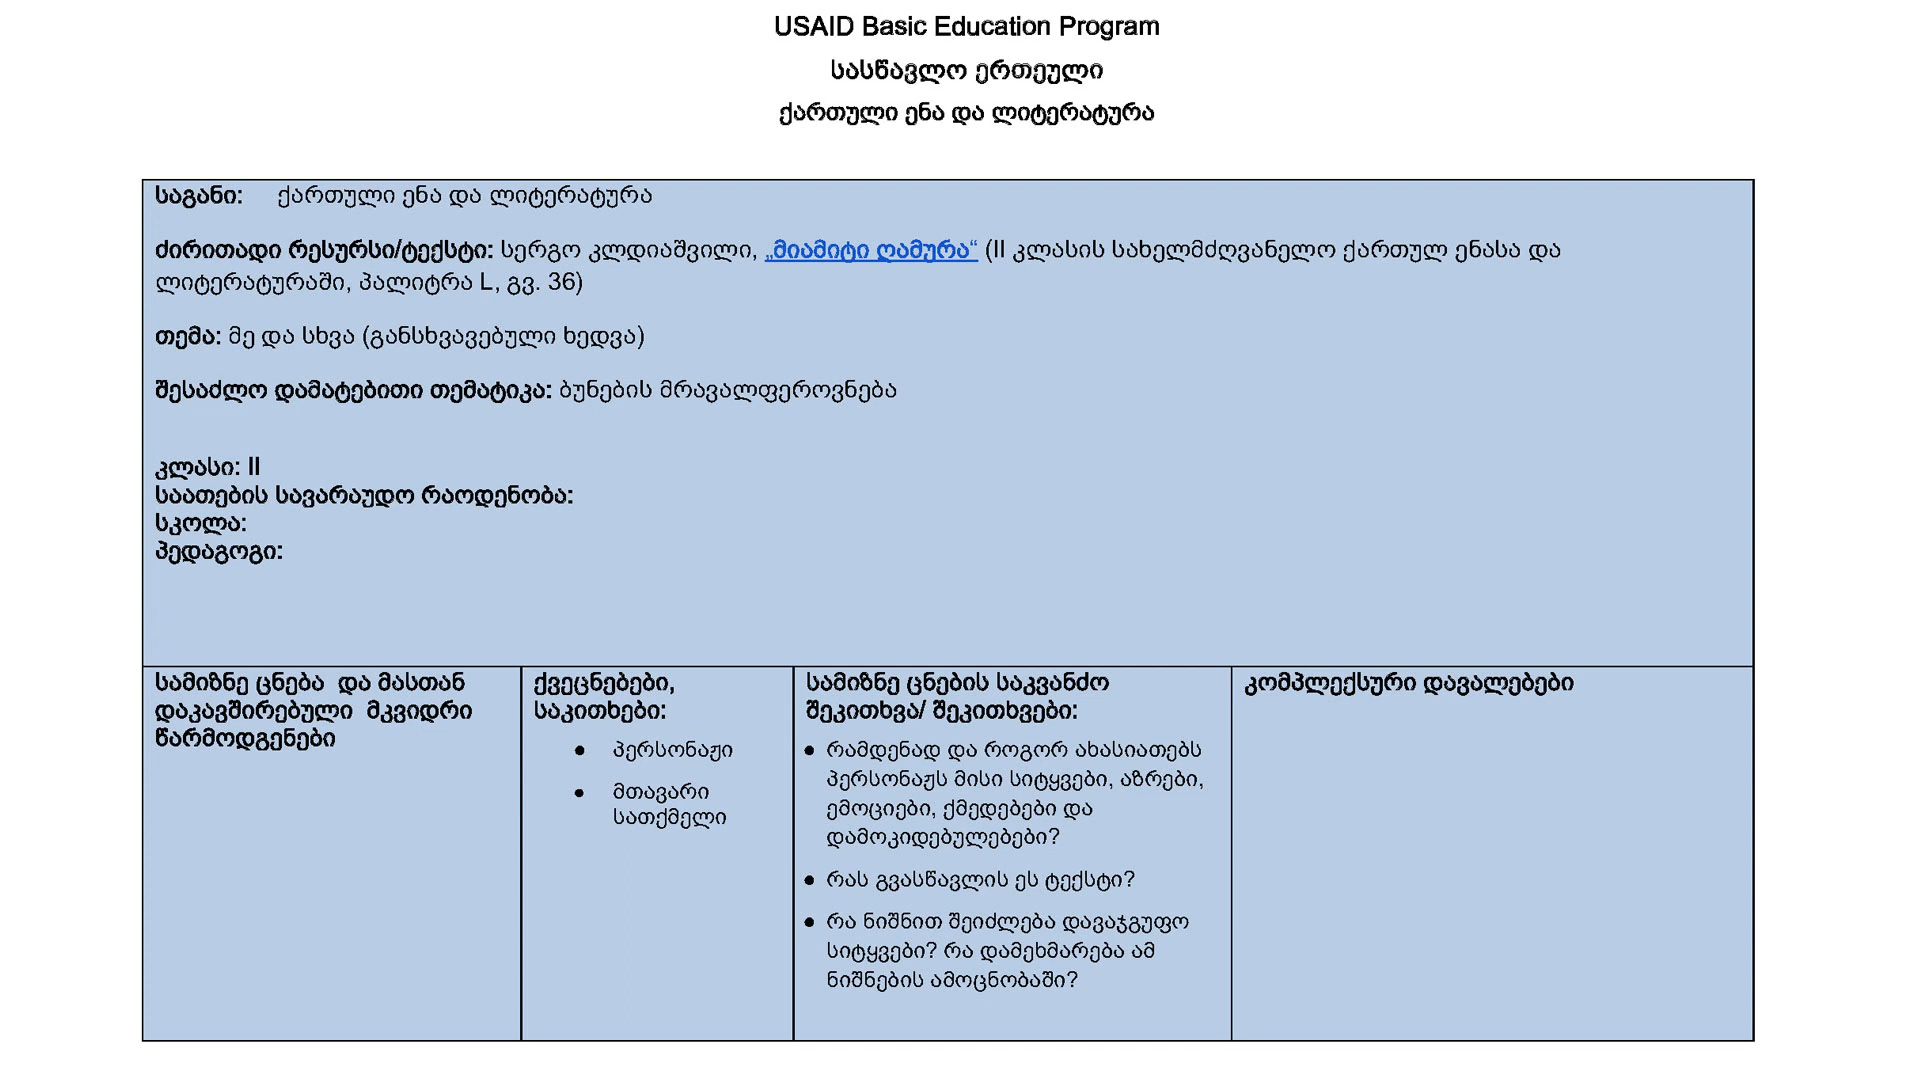 USAID Basic Education Program
სასწავლო ერთეული
ქართული ენა და ლიტერატურა
საგანი: ქართული ენა და ლიტერატურა
ძირითადი რესურსი/ტექსტი: სერგო კლდიაშვილი, „მიამიტი ღამურა“ (II კლასის სახელმძღვანელო ქართულ ენასა და
ლიტერატურაში, პალიტრა L, გვ. 36)
თემა: მე და სხვა (განსხვავებული ხედვა)
შესაძლო დამატებითი თემატიკა: ბუნების მრავალფეროვნება
კლასი: II
საათების სავარაუდო რაოდენობა:
სკოლა:
პედაგოგი:
სამიზნე ცნება და მასთან
დაკავშირებული მკვიდრი
წარმოდგენები
ქვეცნებები,
საკითხები:
● პერსონაჟი
● მთავარი
სათქმელი
სამიზნე ცნების საკვანძო
შეკითხვა/ შეკითხვები:
● რამდენად და როგორ ახასიათებს
პერსონაჟს მისი სიტყვები, აზრები,
ემოციები, ქმედებები და
დამოკიდებულებები?
● რას გვასწავლის ეს ტექსტი?
● რა ნიშნით შეიძლება დავაჯგუფო
სიტყვები? რა დამეხმარება ამ
ნიშნების ამოცნობაში?
კომპლექსური დავალებები